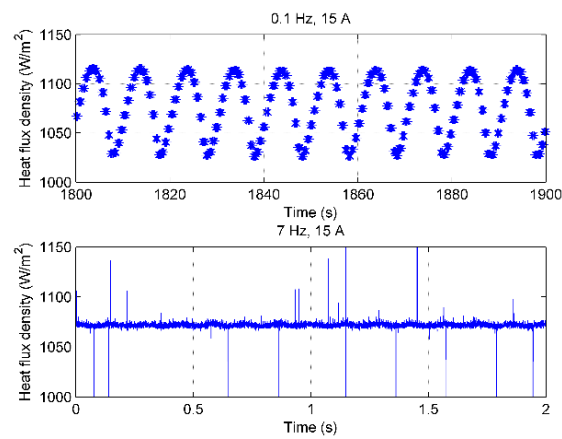 0.1 Hz, 15 A
Heat flux density (W/m²)
1150
1100
1050
1000
1800 1820 1840 1860 1880 1900
Time (s)
7 Hz, 15 A
Heat flux density (W/m²)
1150
1100
1050
1000
0 0.5 1 1.5 2
Time (s)